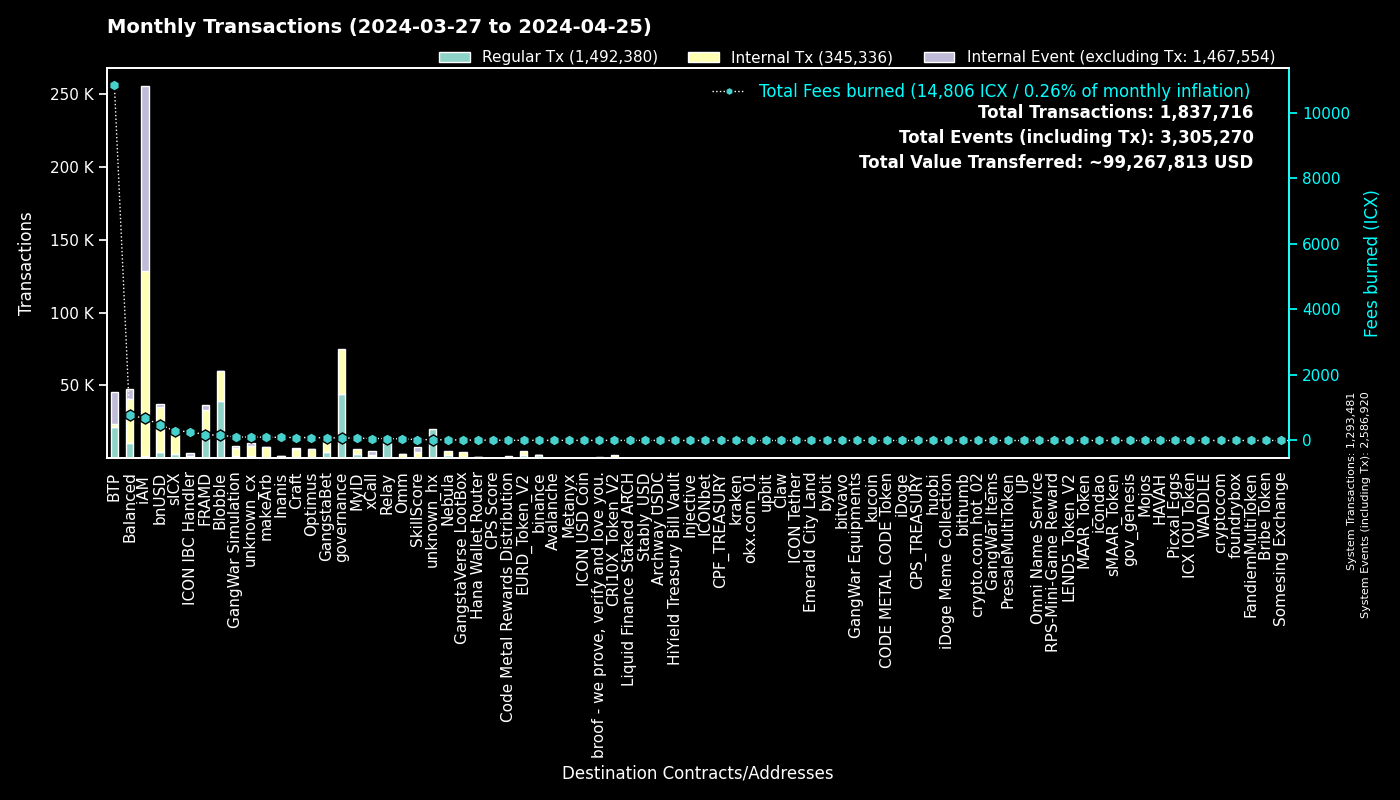 Monthly Transactions (2024-03-27 to 2024-04-25)
Regular Tx (1,492,380)
Internal Tx (345,336)
Internal Event (excluding Tx: 1,467,554)
Total Fees burned (14,806 ICX / 0.26% of monthly inflation)
Total Transactions: 1,837,716
Total Events (including Tx): 3,305,270
Total Value Transferred: ~99,267,813 USD
Transactions
250 K
200 K
150 K
100 K
50 K
10000
8000
6000
4000
2000
0
Fees burned (ICX)
System Transactions: 1,293,481
System Events (including Tx): 2,586,920
BTP
Balanced
IAM
bnUSD
sICX
ICON IBC Handler
FRAMD
Blobble
GangWar Simulation
unknown_cx
makeArb
Inanis
Craft
Optimus
GangstaBet
governance
MyID
xCall
Relay
Omm
SkillScore
unknown_hx
Nebula
GangstaVerse LootBox
Hana Wallet Router
CPS Score
Code Metal Rewards Distribution
EURD_Token_V2
binance
Avalanche
Metanyx
ICON USD Coin
broof - we prove, verify and love you.
CRI10X_Token_V2
Liquid Finance Staked ARCH
Stably_USD
Archway USDC
HiYield Treasury Bill Vault
Injective
ICONbet
CPF_TREASURY
kraken
okx.com_01
upbit
Claw
ICON Tether
Emerald City Land
bybit
bitvavo
GangWar Equipments
kucoin
CODE METAL CODE Token
iDoge
CPS_TREASURY
huobi
iDoge Meme Collection
bithumb
crypto.com_hot_02
GangWar Items
PresaleMultiToken
UP
Omni Name Service
RPS-Mini-Game Reward
LEND5_Token_V2
MAAR_Token
icondao
sMAAR_Token
gov_genesis
Mojos
HAVAH
Picxal Eggs
ICX IOU Token
WADDLE
cryptocom
foundrybox
FandiemMultiToken
Bribe Token
Somesing Exchange
Destination Contracts/Addresses